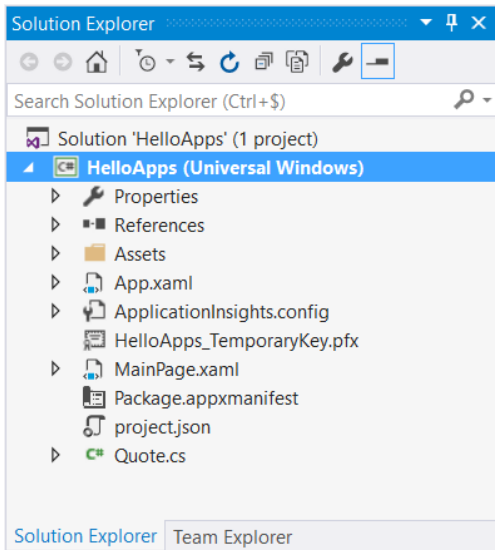 Solution Explorer
Search Solution Explorer (Ctrl+$)
Solution 'HelloApps' (1 project)
C# HelloApps (Universal Windows)
Properties
References
Assets
App.xaml
ApplicationInsights.config
HelloApps_TemporaryKey.pfx
MainPage.xaml
Package.appxmanifest
project.json
C# Quote.cs
Solution Explorer Team Explorer